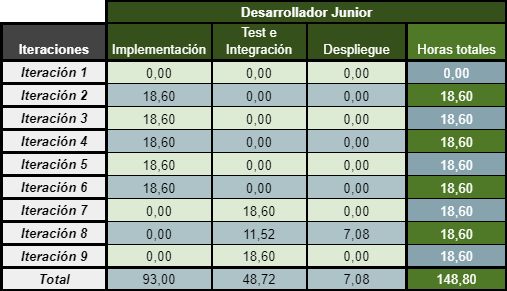 Desarrollador Junior
Iteraciones Implementación Test e Integración Despliegue Horas totales
Iteración 1 0,00 0,00 0,00 0,00
Iteración 2 18,60 0,00 0,00 18,60
Iteración 3 18,60 0,00 0,00 18,60
Iteración 4 18,60 0,00 0,00 18,60
Iteración 5 18,60 0,00 0,00 18,60
Iteración 6 18,60 0,00 0,00 18,60
Iteración 7 0,00 18,60 0,00 18,60
Iteración 8 0,00 11,52 7,08 18,60
Iteración 9 0,00 18,60 0,00 18,60
Total 93,00 48,72 7,08 148,80